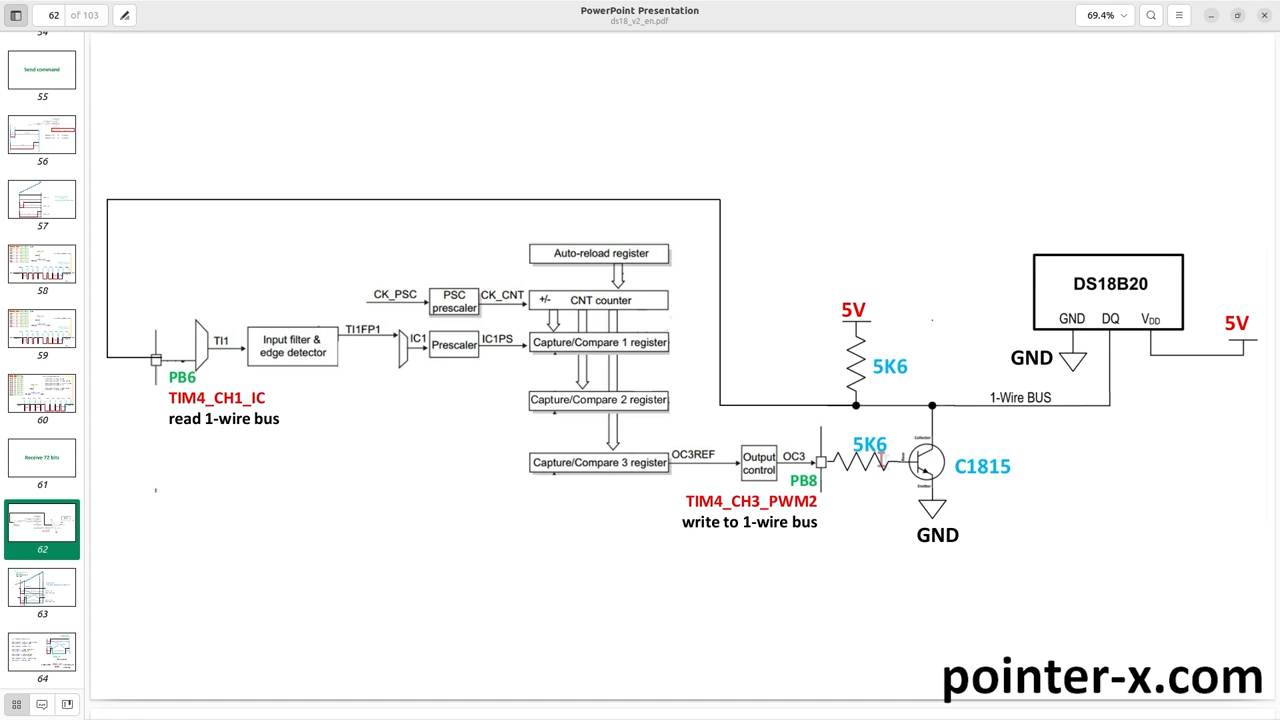 62 of 103
PowerPoint Presentation
ds18_v2_en.pdf
69.4%
54
Send command
55
56
57
58
59
60
Receive 72 bits
61
62
63
64
Auto-reload register
CK_PSC
PSC
prescaler
CK_CNT
+/-
CNT counter
TI1
Input filter &
edge detector
TI1FP1
IC1
Prescaler
IC1PS
Capture/Compare 1 register
Capture/Compare 2 register
Capture/Compare 3 register
OC3REF
Output
control
OC3
PB6
TIM4_CH1_IC
read 1-wire bus
PB8
TIM4_CH3_PWM2
write to 1-wire bus
5V
5K6
5K6
Collector
Base
Emitter
C1815
GND
DS18B20
GND
DQ
VDD
5V
GND
1-Wire BUS
pointer-x.com